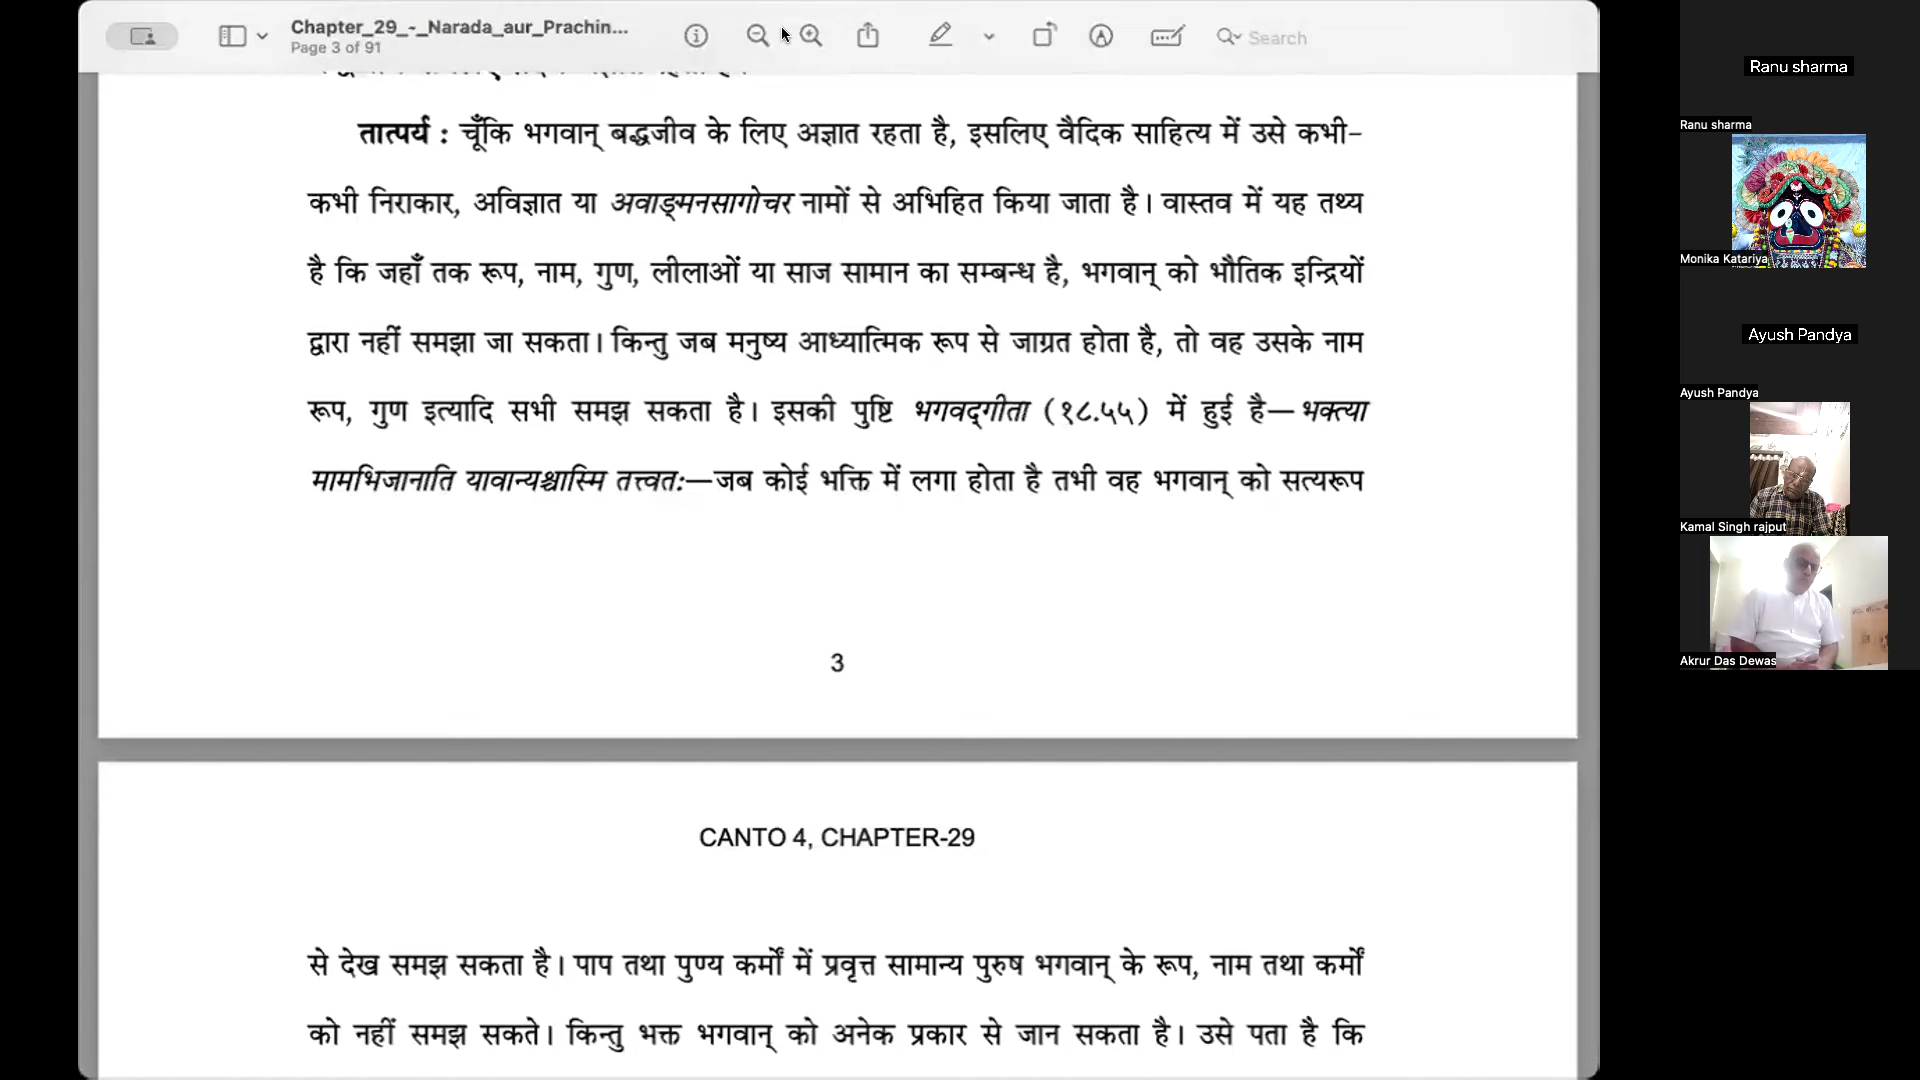 Chapter_29_-_Narada_aur_Prachin...
Page 3 of 91
Search
तात्पर्य : चूँकि भगवान् बद्धजीव के लिए अज्ञात रहता है, इसलिए वैदिक साहित्य में उसे कभी-
कभी निराकार, अविज्ञात या अवाड्मनसागोचर नामों से अभिहित किया जाता है। वास्तव में यह तथ्य
है कि जहाँ तक रूप, नाम, गुण, लीलाओं या साज सामान का सम्बन्ध है, भगवान् को भौतिक इन्द्रियों
द्वारा नहीं समझा जा सकता। किन्तु जब मनुष्य आध्यात्मिक रूप से जाग्रत होता है, तो वह उसके नाम
रूप, गुण इत्यादि सभी समझ सकता है। इसकी पुष्टि भगवद्गीता (१८.५५) में हुई है—भक्त्या
मामभिजानाति यावान्यश्चास्मि तत्त्वतः—जब कोई भक्ति में लगा होता है तभी वह भगवान् को सत्यरूप
3
CANTO 4, CHAPTER-29
से देख समझ सकता है। पाप तथा पुण्य कर्मों में प्रवृत्त सामान्य पुरुष भगवान् के रूप, नाम तथा कर्मों
को नहीं समझ सकते। किन्तु भक्त भगवान् को अनेक प्रकार से जान सकता है। उसे पता है कि
Ranu sharma
Ranu sharma
Monika Katariya
Ayush Pandya
Ayush Pandya
Kamal Singh rajput
Akrur Das Dewas